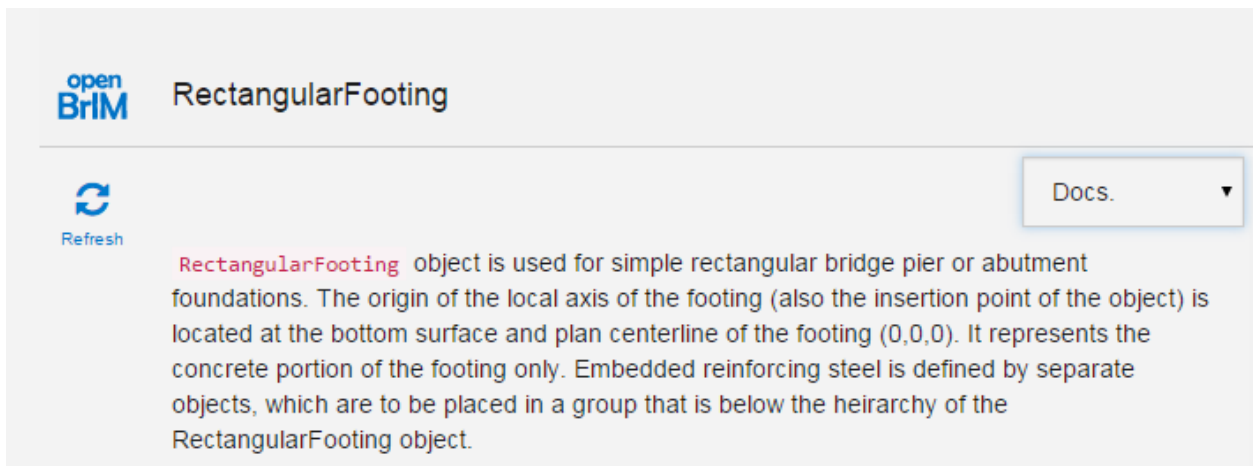 open
BrIM
RectangularFooting
Docs.
Refresh
RectangularFooting object is used for simple rectangular bridge pier or abutment
foundations. The origin of the local axis of the footing (also the insertion point of the object) is
located at the bottom surface and plan centerline of the footing (0,0,0). It represents the
concrete portion of the footing only. Embedded reinforcing steel is defined by separate
objects, which are to be placed in a group that is below the heirarchy of the
RectangularFooting object.